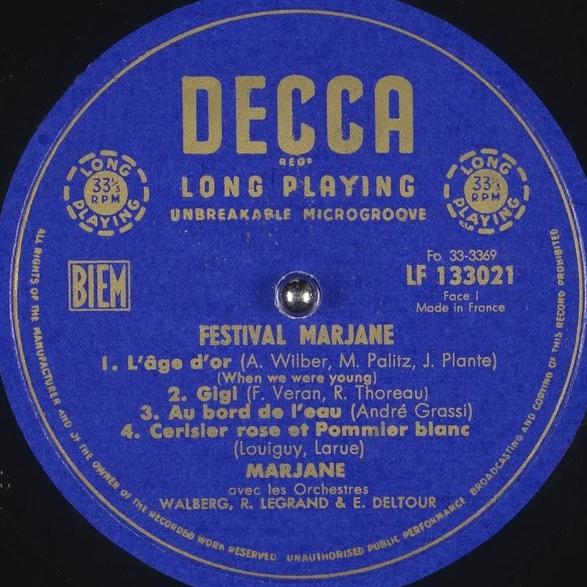 DECCA
REGD
LONG PLAYING
UNBREAKABLE MICROGROOVE
LONG PLAYING
33⅓
RPM
LONG PLAYING
33⅓
RPM
BIEM
Fo 33-3369
LF 133021
Face I
Made in France
FESTIVAL MARJANE
1. L'âge d'or (A. Wilber, M. Palitz, J. Plante)
(When we were young)
2. Gigi (F. Veran, R. Thoreau)
3. Au bord de l'eau (André Grassi)
4. Cerisier rose et Pommier blanc
(Louiguy, Larue)
MARJANE
avec les Orchestres
WALBERG, R. LEGRAND & E. DELTOUR
ALL RIGHTS OF THE MANUFACTURER AND OF THE OWNER OF THE RECORDED WORK RESERVED UNAUTHORISED PUBLIC PERFORMANCE BROADCASTING AND COPYING OF THIS RECORD PROHIBITED